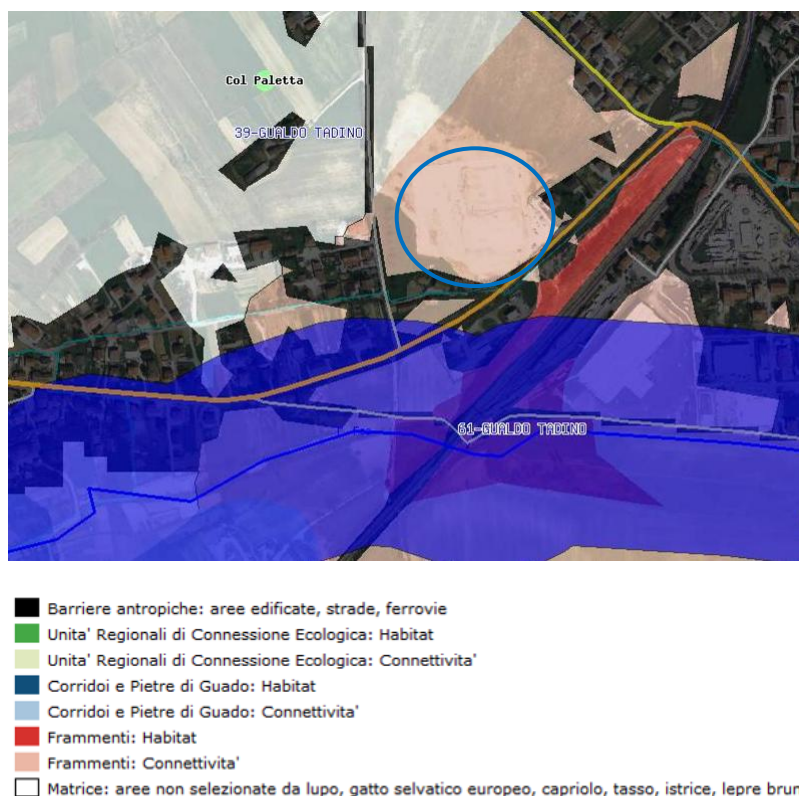 Col Paletta
39-GUALDO TADINO
61-GUALDO TADINO
Barriere antropiche: aree edificate, strade, ferrovie
Unita' Regionali di Connessione Ecologica: Habitat
Unita' Regionali di Connessione Ecologica: Connettivita'
Corridoi e Pietre di Guado: Habitat
Corridoi e Pietre di Guado: Connettivita'
Frammenti: Habitat
Frammenti: Connettivita'
Matrice: aree non selezionate da lupo, gatto selvatico europeo, capriolo, tasso, istrice, lepre brun